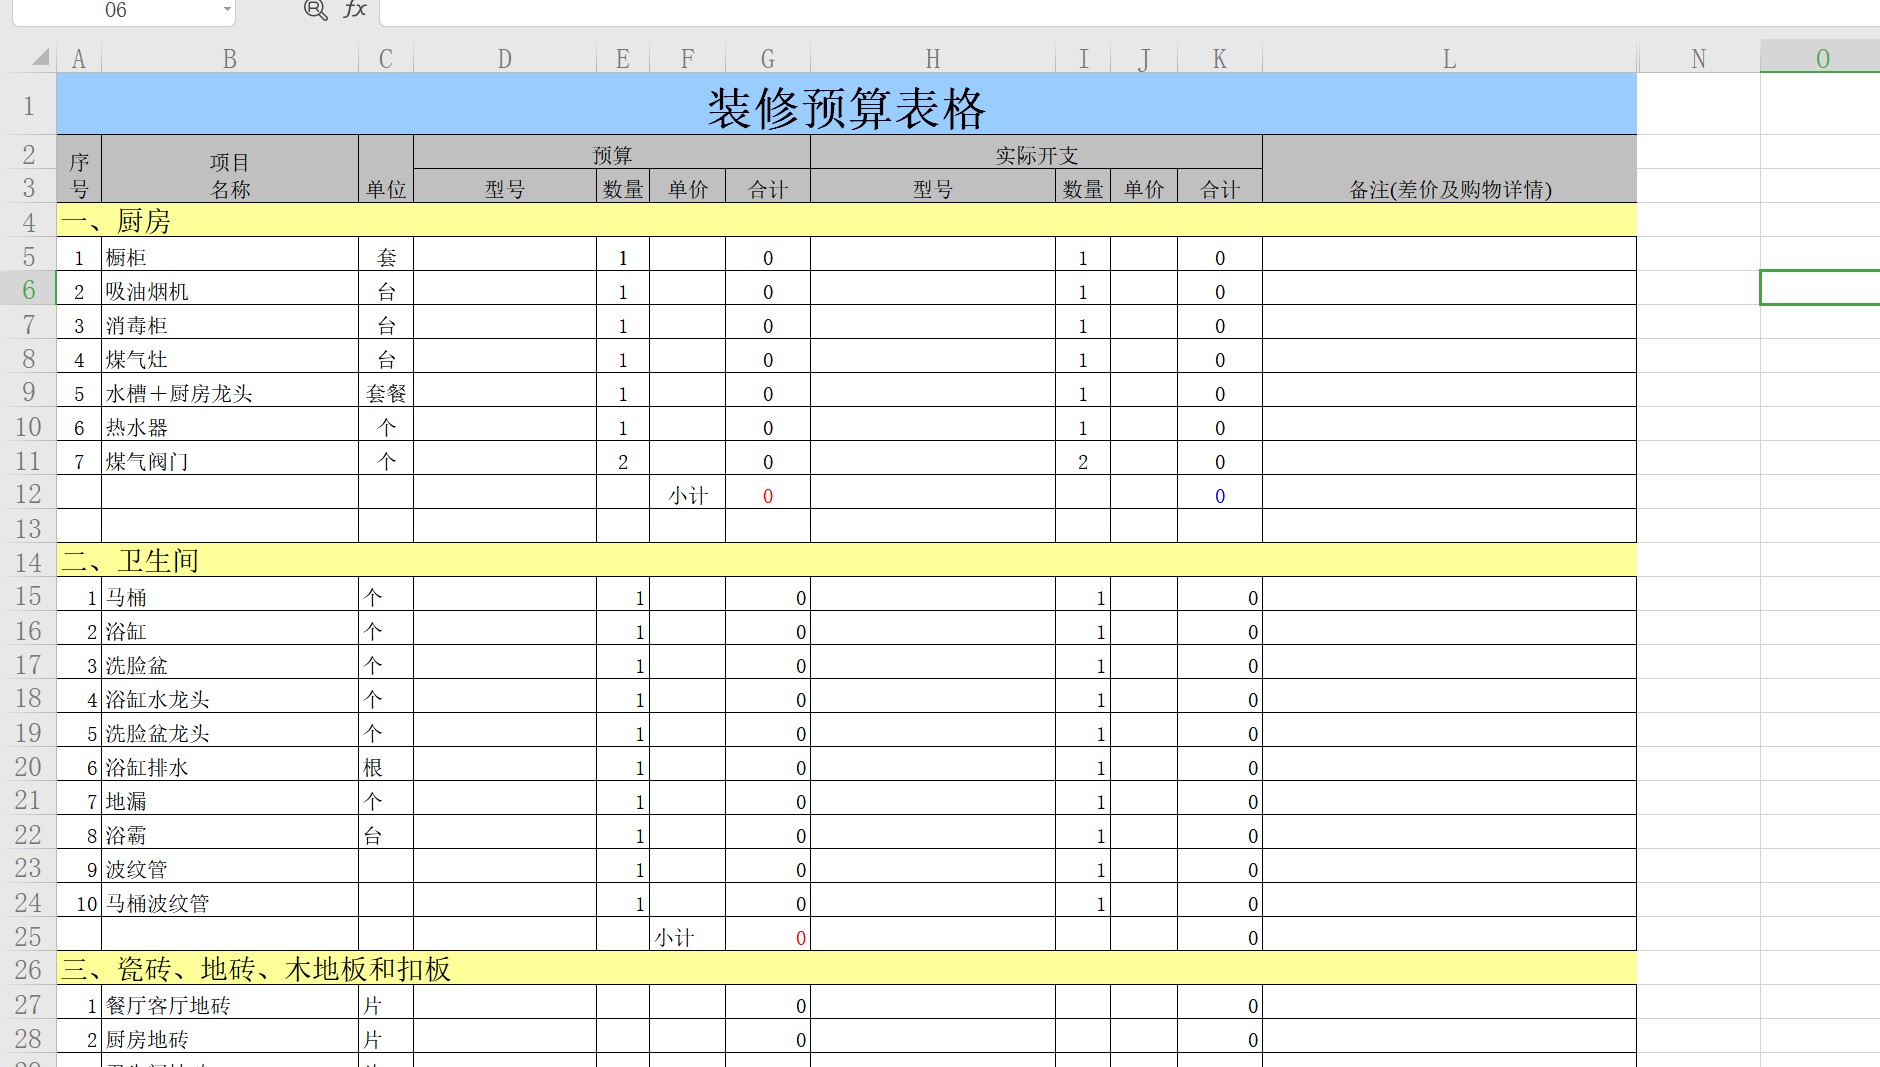 O6 fx
A B C D E F G H I J K L N O
1 装修预算表格
2 序号 项目名称 单位 预算 实际开支 备注(差价及购物详情)
3 型号 数量 单价 合计 型号 数量 单价 合计
4 一、厨房
5 1 橱柜 套 1 0 1 0
6 2 吸油烟机 台 1 0 1 0
7 3 消毒柜 台 1 0 1 0
8 4 煤气灶 台 1 0 1 0
9 5 水槽＋厨房龙头 套餐 1 0 1 0
10 6 热水器 个 1 0 1 0
11 7 煤气阀门 个 2 0 2 0
12 小计 0 0
13
14 二、卫生间
15 1 马桶 个 1 0 1 0
16 2 浴缸 个 1 0 1 0
17 3 洗脸盆 个 1 0 1 0
18 4 浴缸水龙头 个 1 0 1 0
19 5 洗脸盆龙头 个 1 0 1 0
20 6 浴缸排水 根 1 0 1 0
21 7 地漏 个 1 0 1 0
22 8 浴霸 台 1 0 1 0
23 9 波纹管 1 0 1 0
24 10 马桶波纹管 1 0 1 0
25 小计 0 0
26 三、瓷砖、地砖、木地板和扣板
27 1 餐厅客厅地砖 片 0 0
28 2 厨房地砖 片 0 0